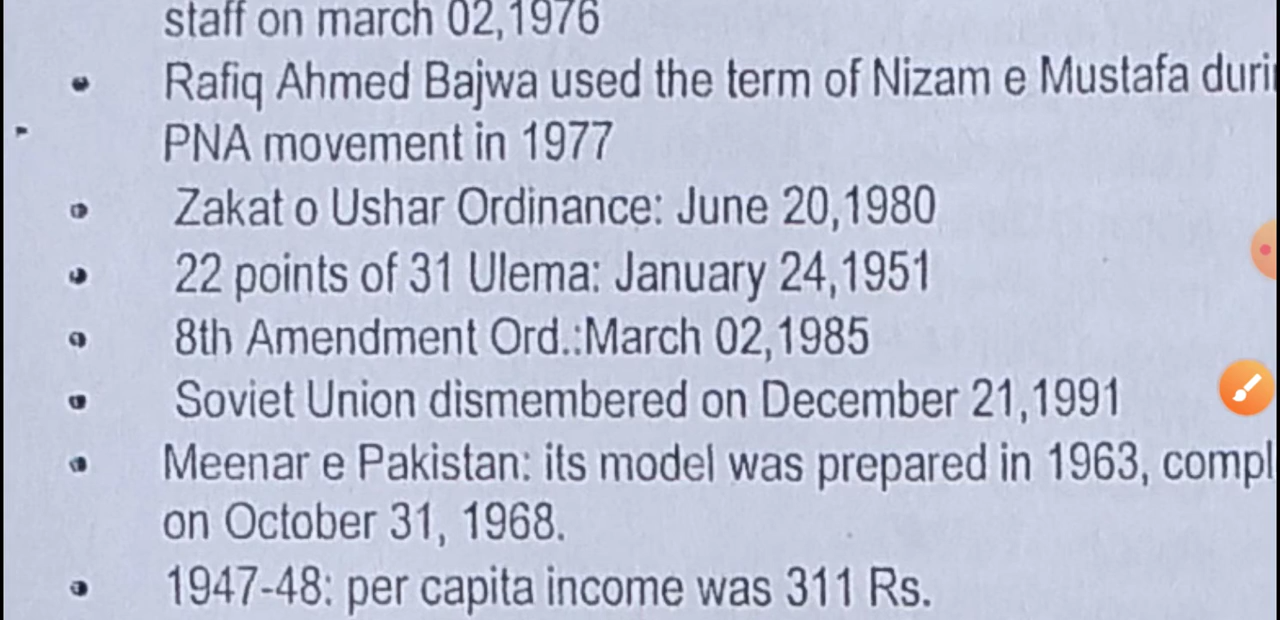 staff on march 02,1976
Rafiq Ahmed Bajwa used the term of Nizam e Mustafa
PNA movement in 1977
Zakat o Ushar Ordinance: June 20,1980
22 points of 31 Ulema: January 24,1951
8th Amendment Ord.:March 02,1985
Soviet Union dismembered on December 21,1991
Meenar e Pakistan: its model was prepared in 1963,
on October 31, 1968.
1947-48: per capita income was 311 Rs.